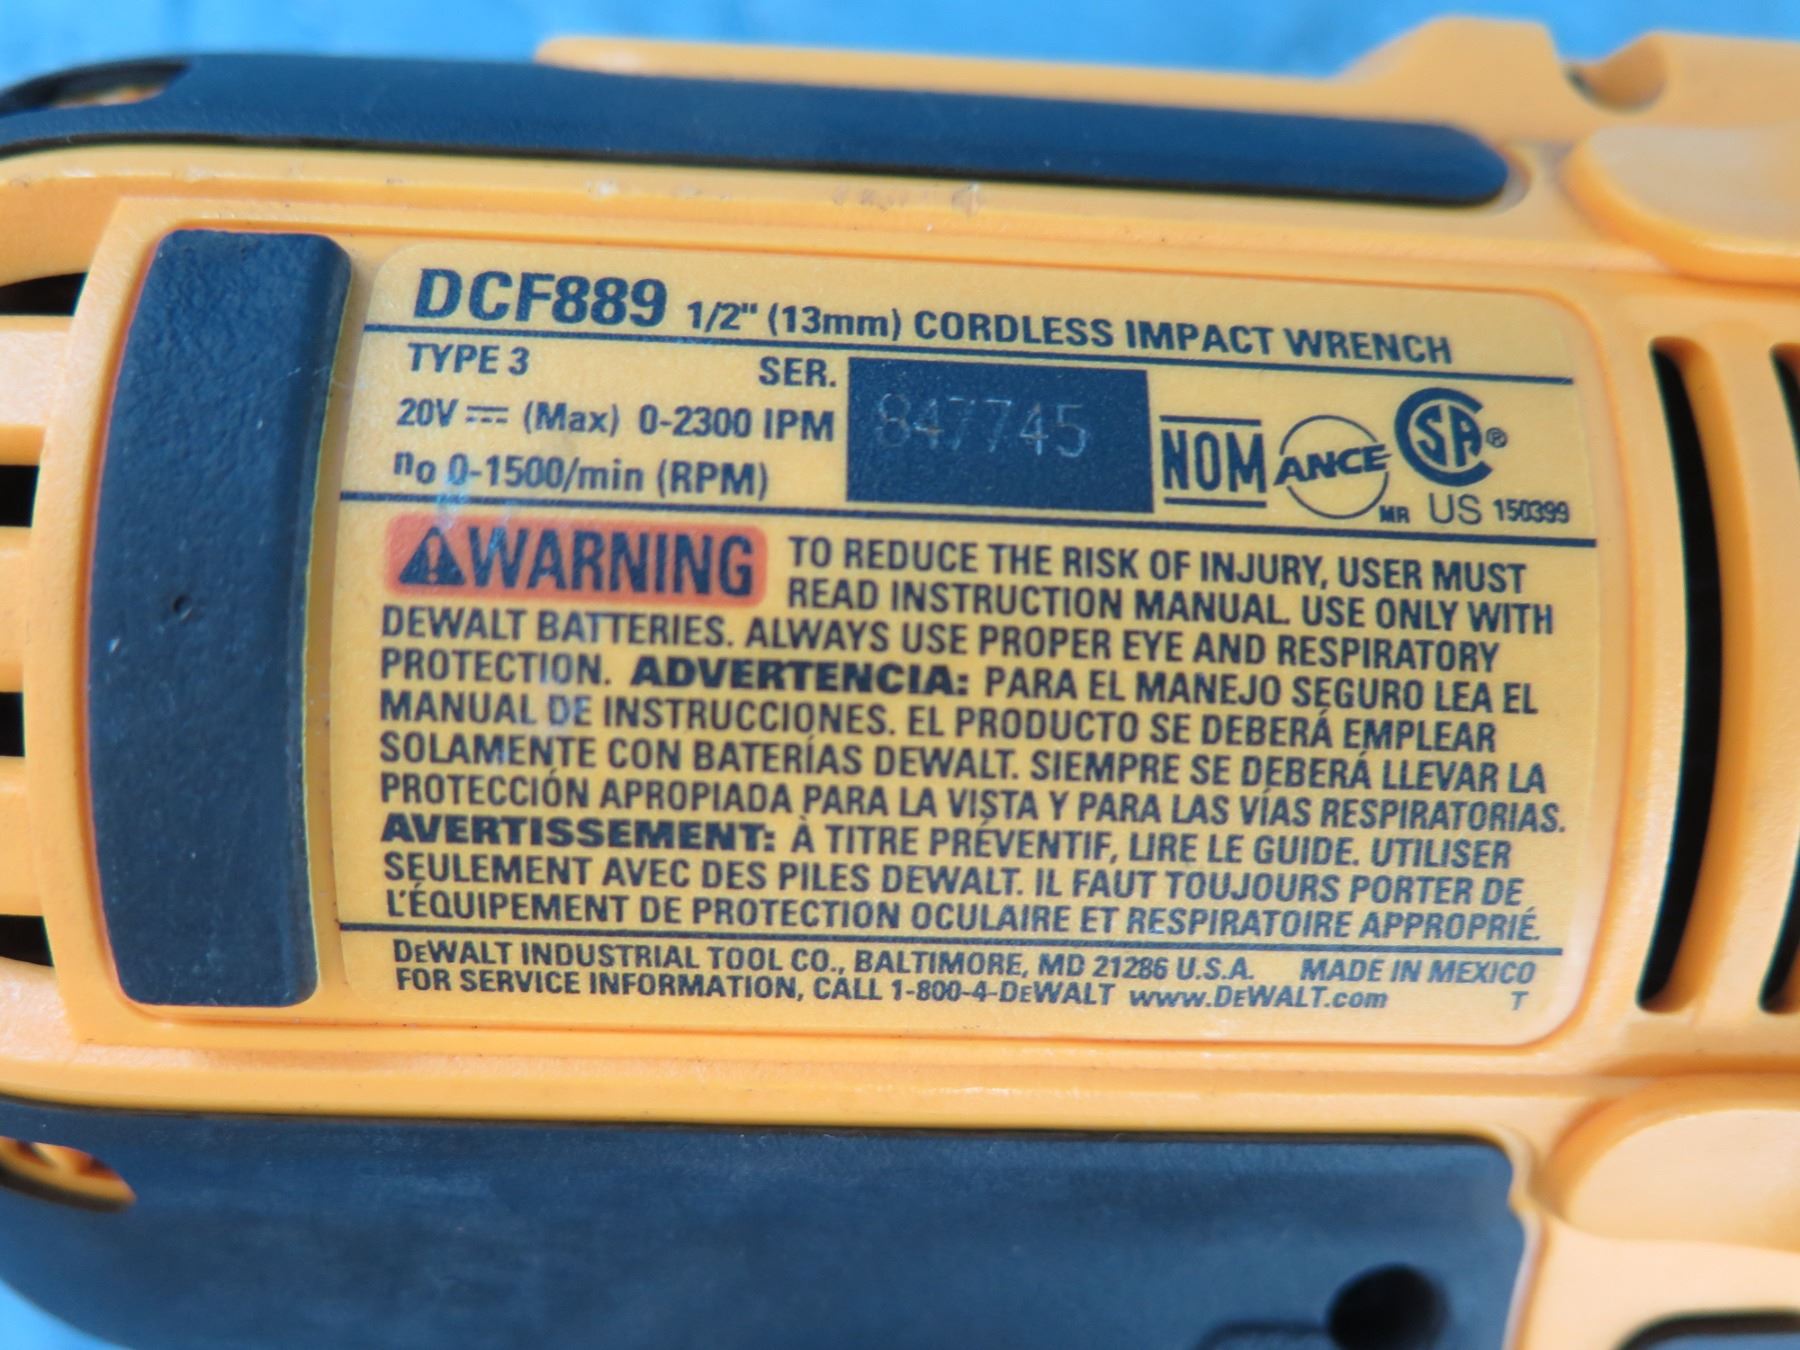 DCF889 1/2" (13mm) CORDLESS IMPACT WRENCH
TYPE 3 SER.
20V ⎓ (Max) 0-2300 IPM 847745
no 0-1500/min (RPM)
NOM ANCE SA®
MR US 150399
WARNING TO REDUCE THE RISK OF INJURY, USER MUST
READ INSTRUCTION MANUAL. USE ONLY WITH
DEWALT BATTERIES. ALWAYS USE PROPER EYE AND RESPIRATORY
PROTECTION. ADVERTENCIA: PARA EL MANEJO SEGURO LEA EL
MANUAL DE INSTRUCCIONES. EL PRODUCTO SE DEBERÁ EMPLEAR
SOLAMENTE CON BATERÍAS DEWALT. SIEMPRE SE DEBERÁ LLEVAR LA
PROTECCIÓN APROPIADA PARA LA VISTA Y PARA LAS VÍAS RESPIRATORIAS.
AVERTISSEMENT: À TITRE PRÉVENTIF, LIRE LE GUIDE. UTILISER
SEULEMENT AVEC DES PILES DEWALT. IL FAUT TOUJOURS PORTER DE
L'ÉQUIPEMENT DE PROTECTION OCULAIRE ET RESPIRATOIRE APPROPRIÉ.
DEWALT INDUSTRIAL TOOL CO., BALTIMORE, MD 21286 U.S.A. MADE IN MEXICO
FOR SERVICE INFORMATION, CALL 1-800-4-DEWALT www.DEWALT.com T